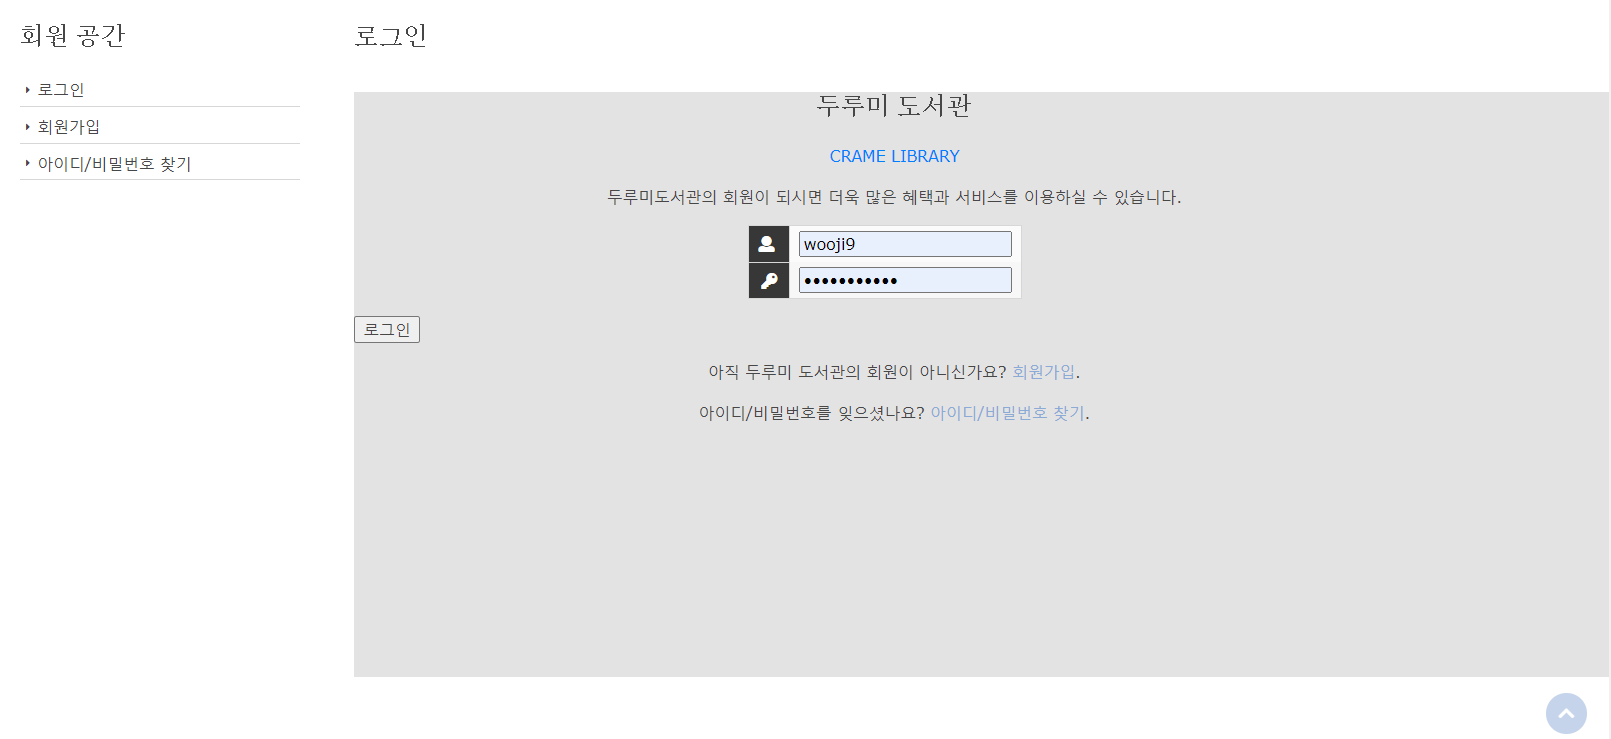 회원 공간
로그인
회원가입
아이디/비밀번호 찾기
로그인
두루미 도서관
CRAME LIBRARY
두루미도서관의 회원이 되시면 더욱 많은 혜택과 서비스를 이용하실 수 있습니다.
wooji9
•••••••••••
로그인
아직 두루미 도서관의 회원이 아니신가요? 회원가입.
아이디/비밀번호를 잊으셨나요? 아이디/비밀번호 찾기.